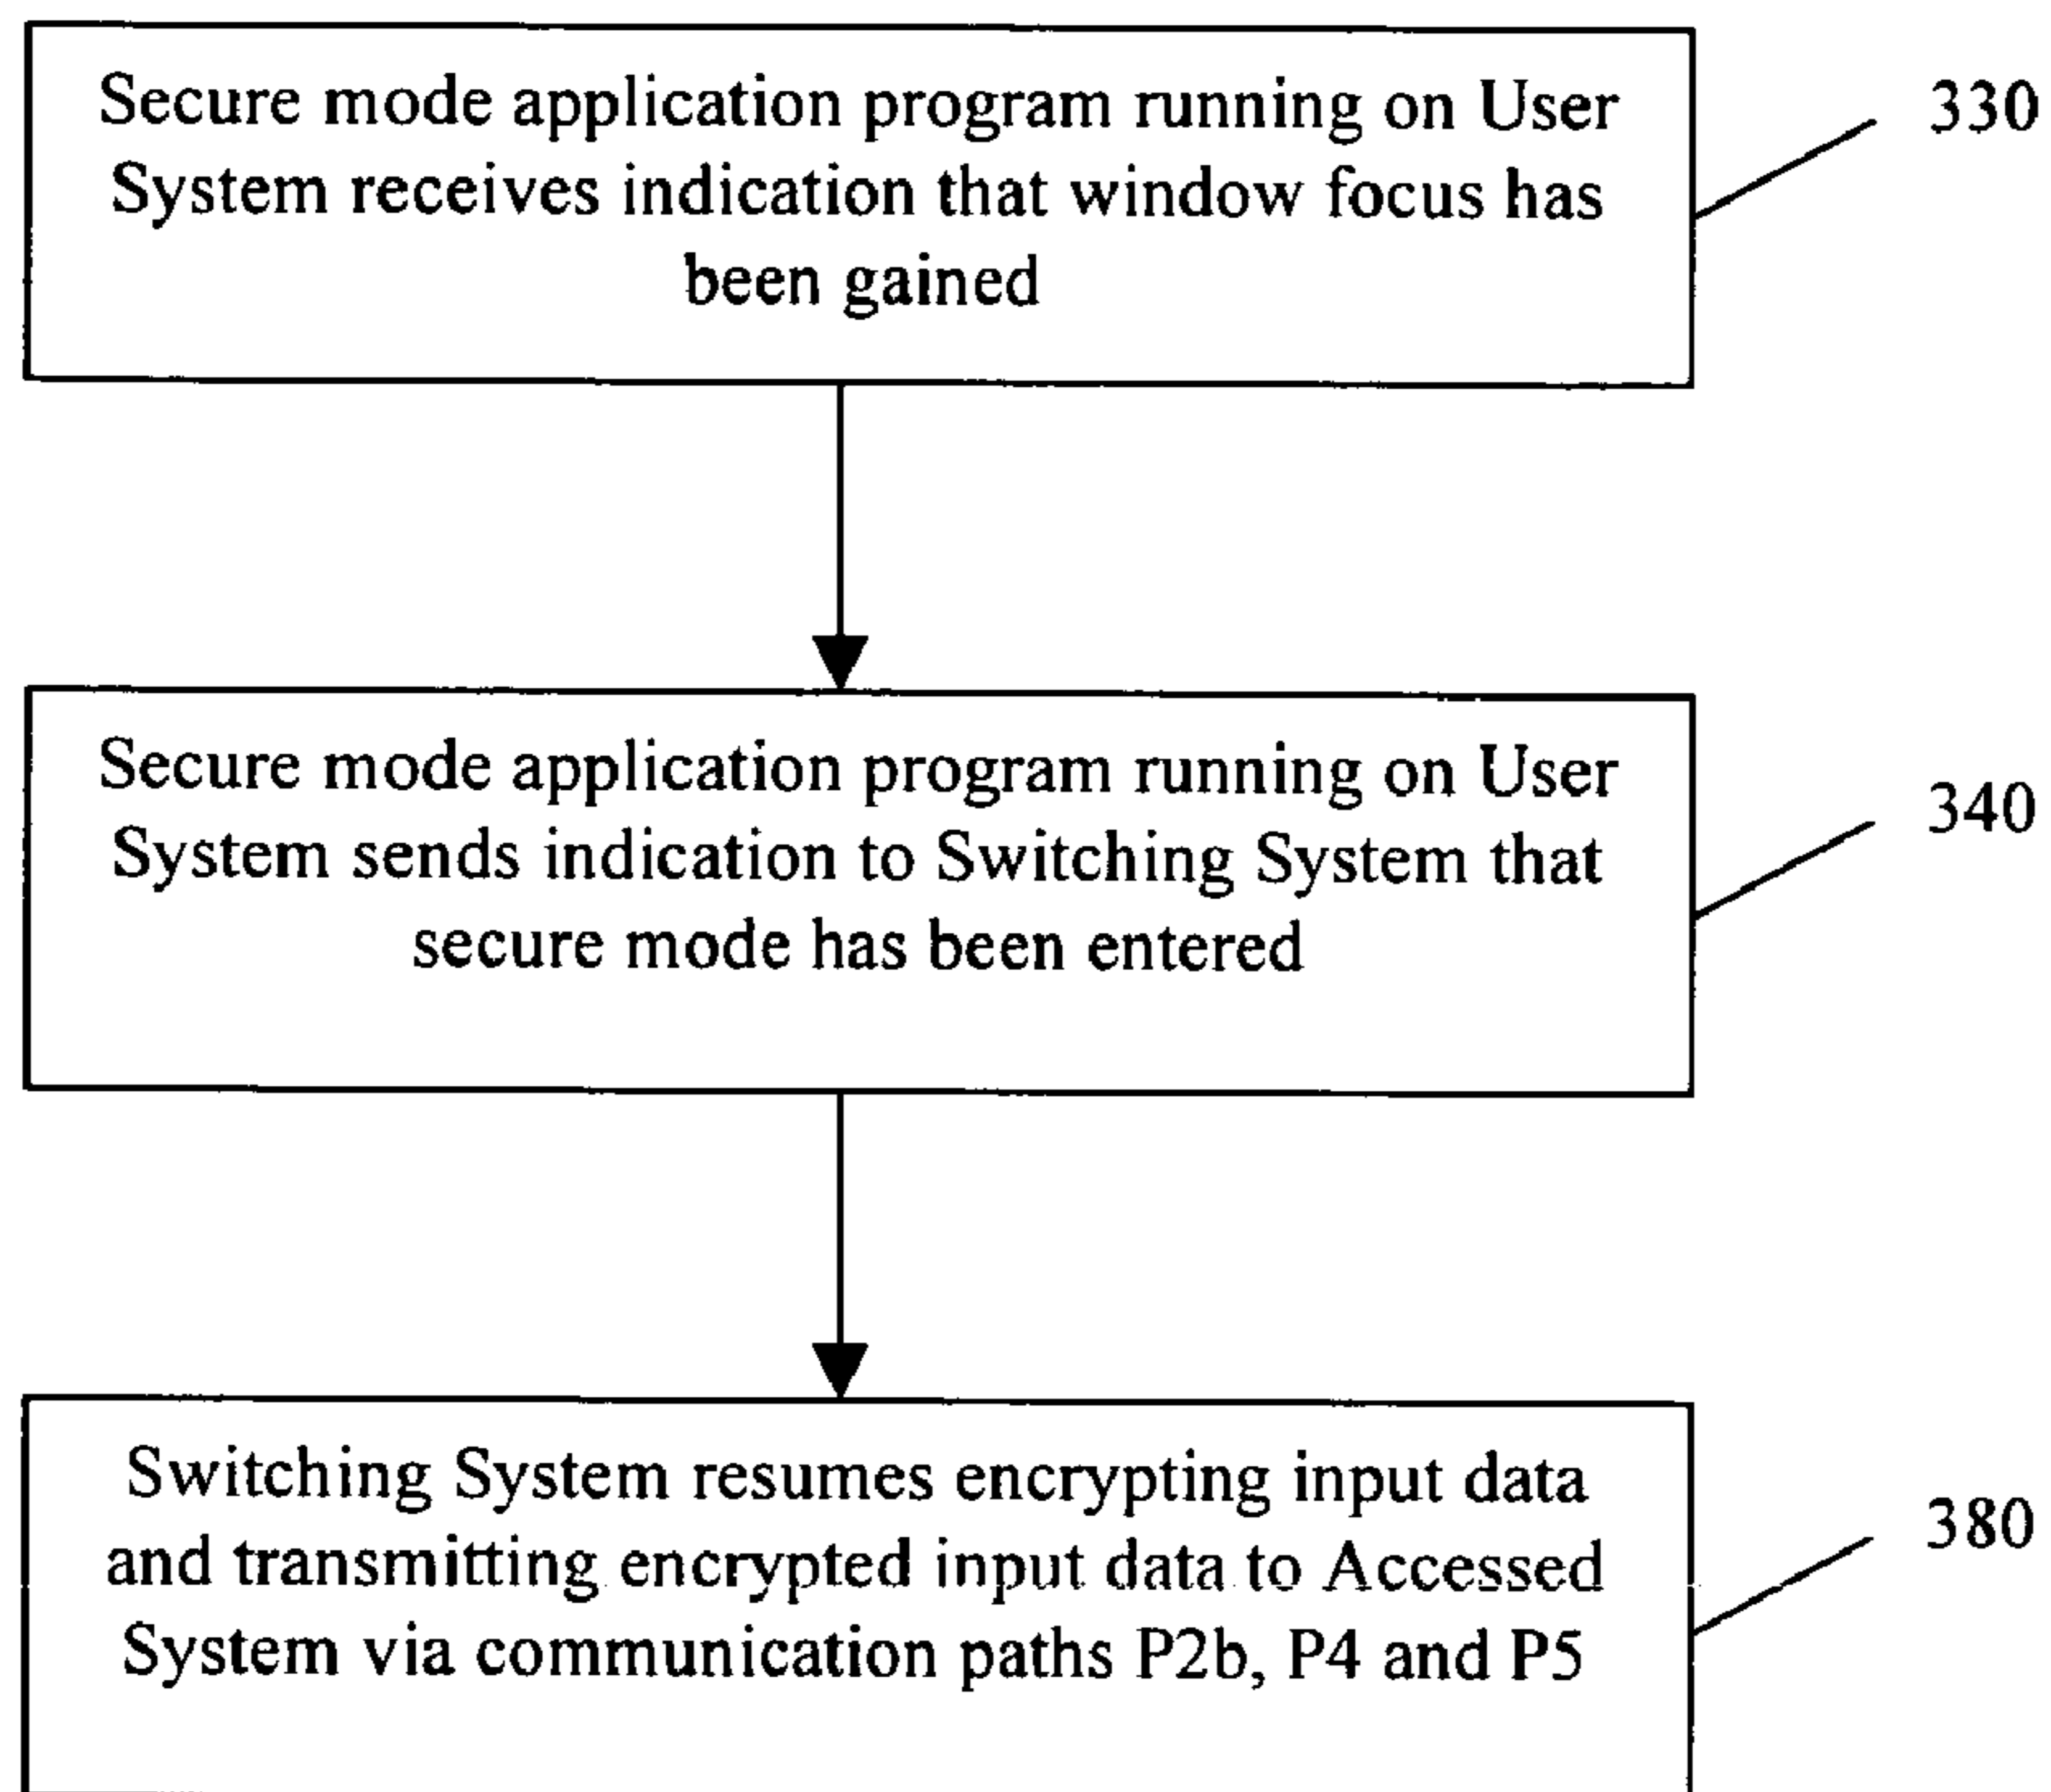 Secure mode application program running on User
System receives indication that window focus has
been gained
330
Secure mode application program running on User
System sends indication to Switching System that
secure mode has been entered
340
Switching System resumes encrypting input data
and transmitting encrypted input data to Accessed
System via communication paths P2b, P4 and P5
380